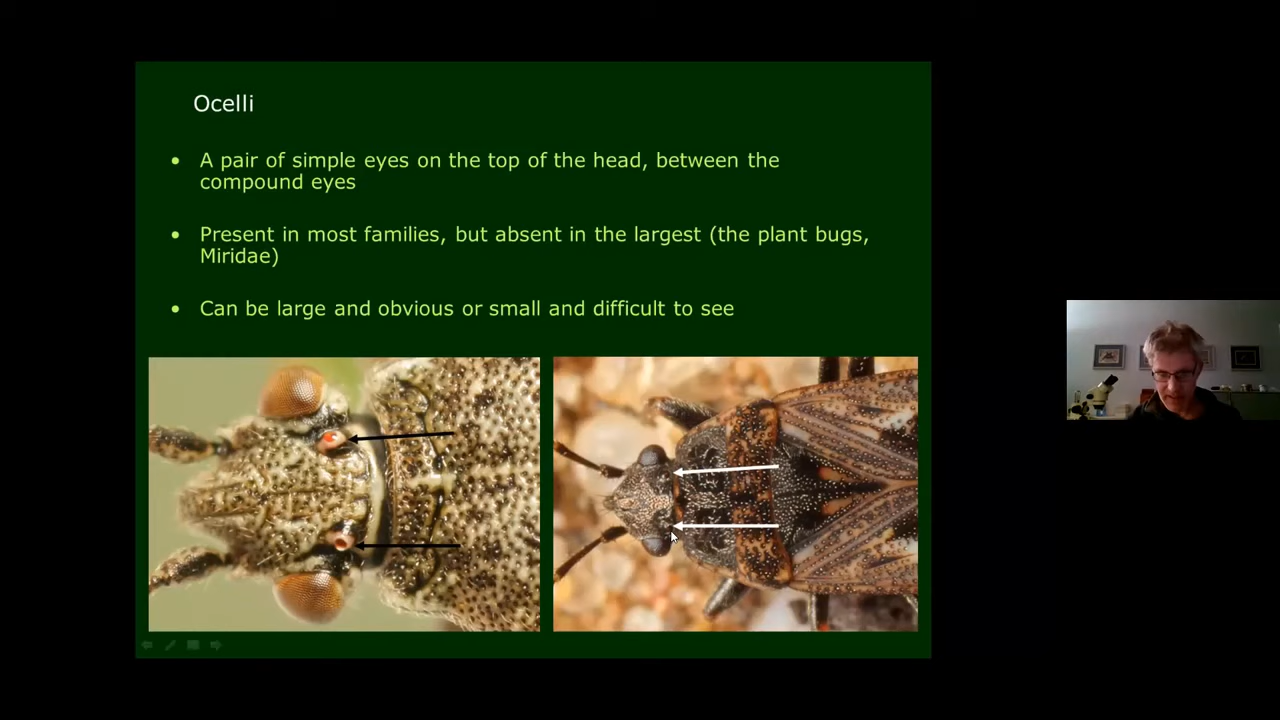 Ocelli
• A pair of simple eyes on the top of the head, between the
compound eyes
• Present in most families, but absent in the largest (the plant bugs,
Miridae)
• Can be large and obvious or small and difficult to see